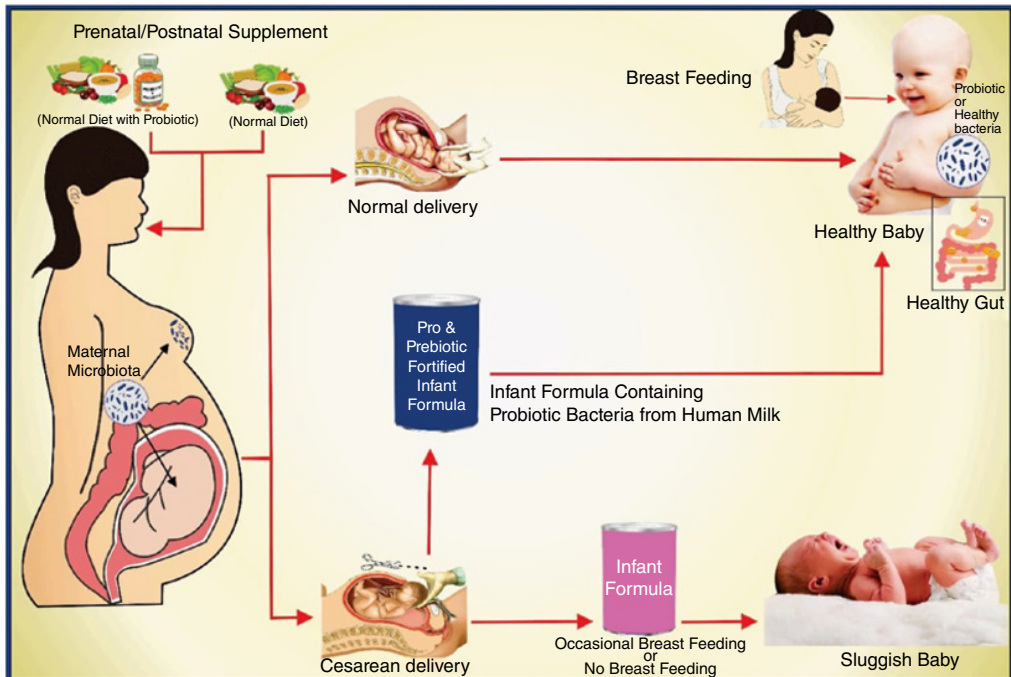 Prenatal/Postnatal Supplement
(Normal Diet with Probiotic)
(Normal Diet)
Maternal
Microbiota
Normal delivery
Breast Feeding
Probiotic
or
Healthy
bacteria
Healthy Baby
Healthy Gut
Pro &
Prebiotic
Fortified
Infant
Formula
Infant Formula Containing
Probiotic Bacteria from Human Milk
Cesarean delivery
Infant
Formula
Occasional Breast Feeding
or
No Breast Feeding
Sluggish Baby